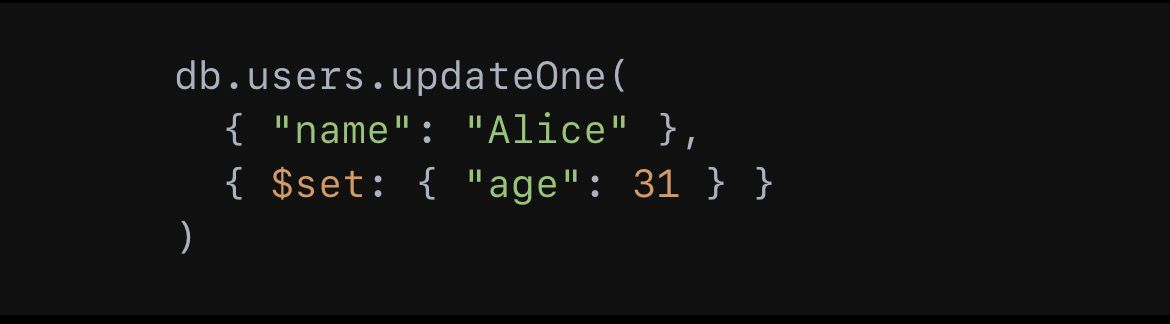 db.users.updateOne(
  { "name": "Alice" },
  { $set: { "age": 31 } }
)